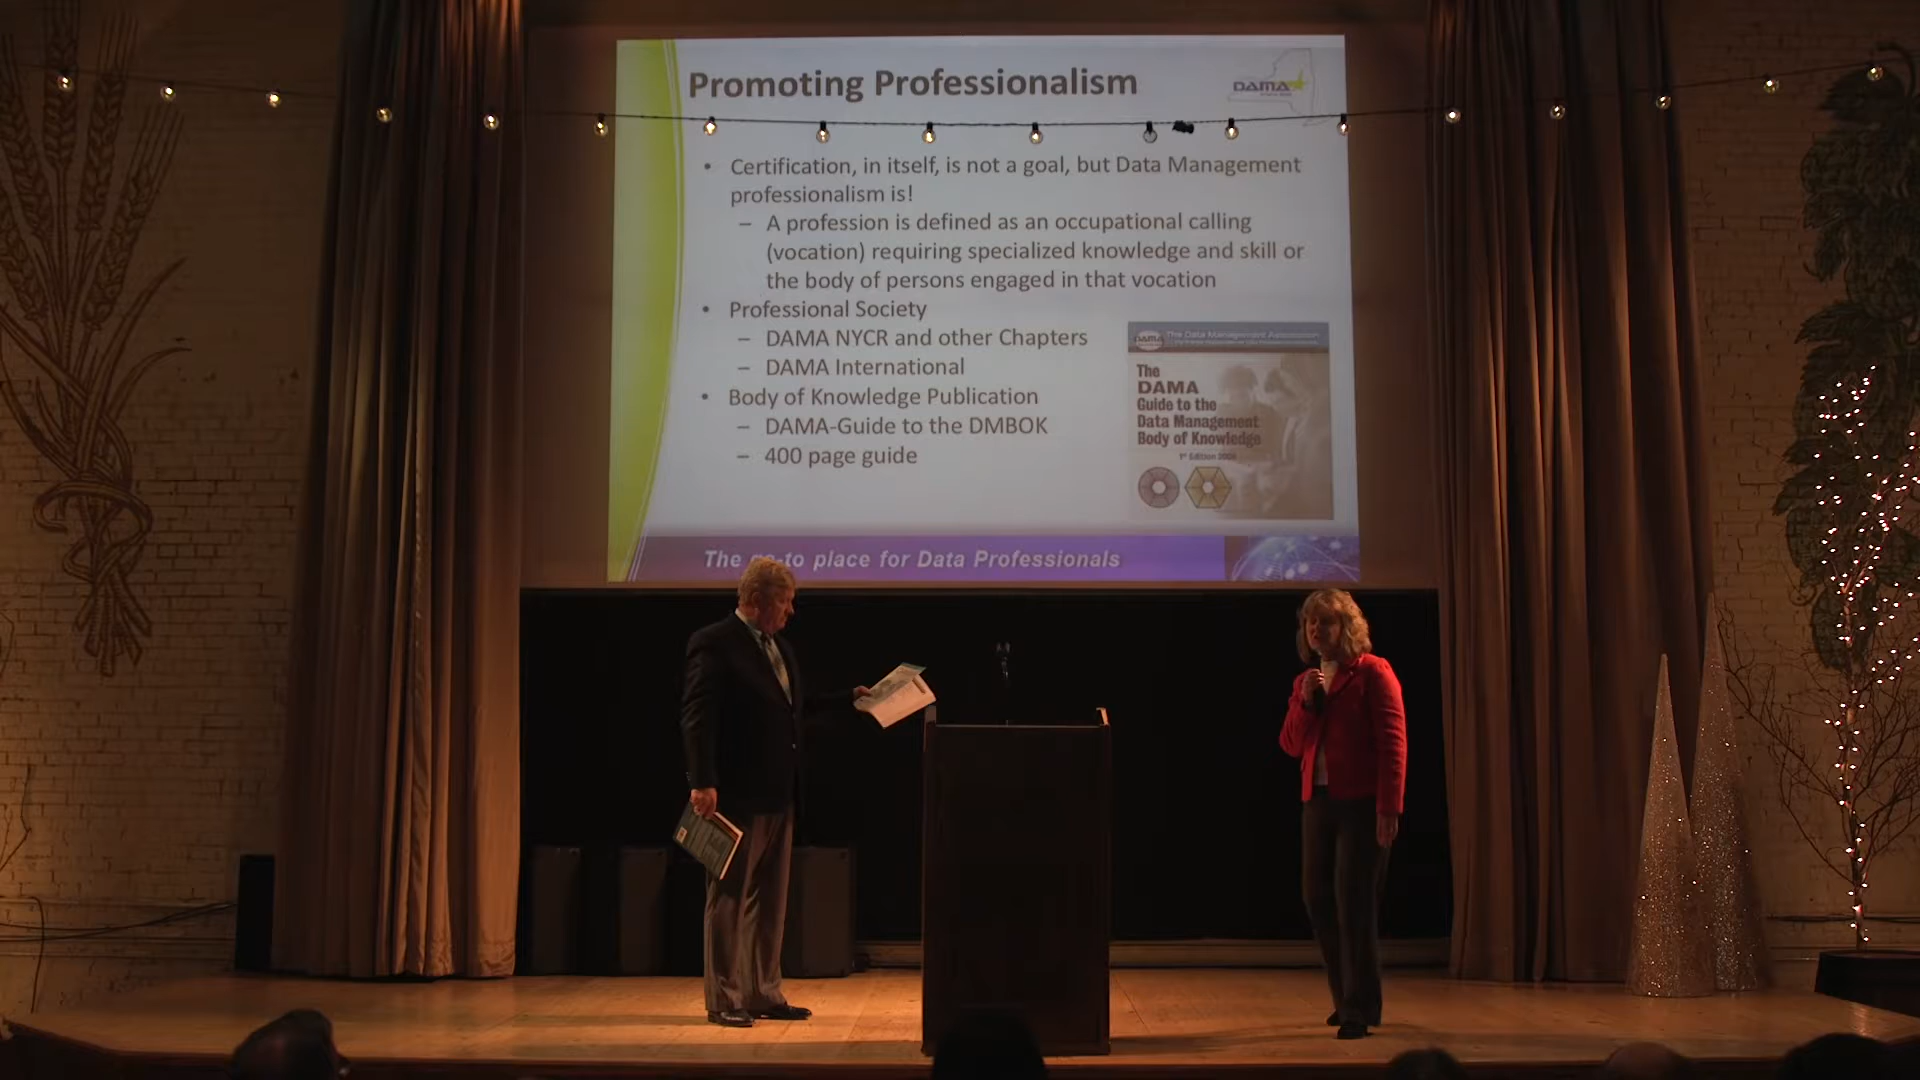 Promoting Professionalism
DAMA
• Certification, in itself, is not a goal, but Data Management
professionalism is!
– A profession is defined as an occupational calling
(vocation) requiring specialized knowledge and skill or
the body of persons engaged in that vocation
• Professional Society
– DAMA NYCR and other Chapters
– DAMA International
• Body of Knowledge Publication
– DAMA-Guide to the DMBOK
– 400 page guide
DAMA The Data Management Association
The
DAMA
Guide to the
Data Management
Body of Knowledge
1st Edition 2009
The go-to place for Data Professionals